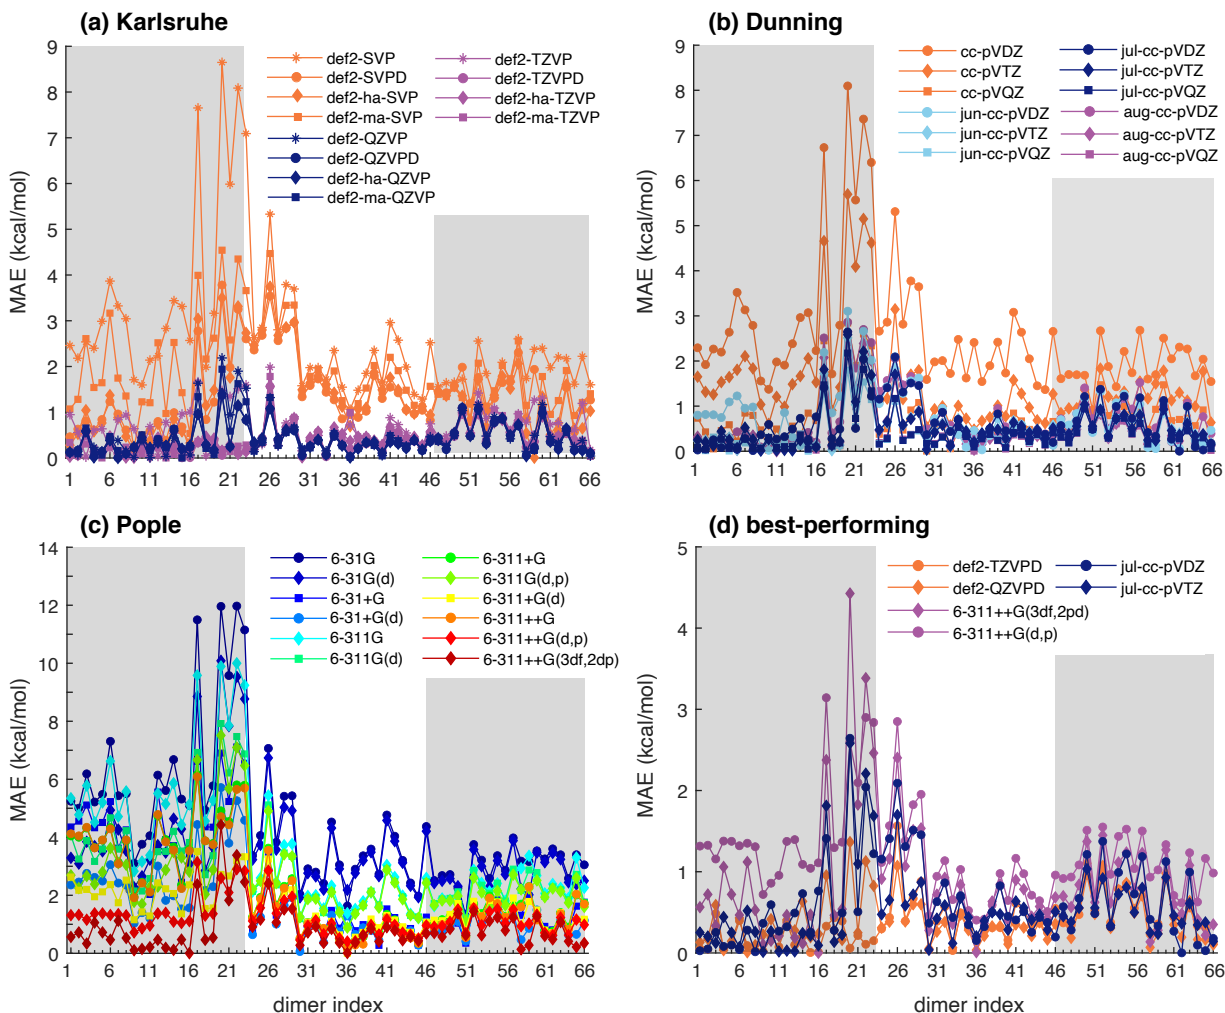 (a) Karlsruhe
MAE (kcal/mol)
9
8
7
6
5
4
3
2
1
0
def2-SVP
def2-SVPD
def2-ha-SVP
def2-ma-SVP
def2-QZVP
def2-QZVPD
def2-ha-QZVP
def2-ma-QZVP
def2-TZVP
def2-TZVPD
def2-ha-TZVP
def2-ma-TZVP
1 6 11 16 21 26 31 36 41 46 51 56 61 66
(b) Dunning
MAE (kcal/mol)
9
8
7
6
5
4
3
2
1
0
cc-pVDZ
cc-pVTZ
cc-pVQZ
jun-cc-pVDZ
jun-cc-pVTZ
jun-cc-pVQZ
jul-cc-pVDZ
jul-cc-pVTZ
jul-cc-pVQZ
aug-cc-pVDZ
aug-cc-pVTZ
aug-cc-pVQZ
1 6 11 16 21 26 31 36 41 46 51 56 61 66
(c) Pople
MAE (kcal/mol)
14
12
10
8
6
4
2
0
6-31G
6-31G(d)
6-31+G
6-31+G(d)
6-311G
6-311G(d)
6-311+G
6-311G(d,p)
6-311+G(d)
6-311++G
6-311++G(d,p)
6-311++G(3df,2dp)
1 6 11 16 21 26 31 36 41 46 51 56 61 66
dimer index
(d) best-performing
MAE (kcal/mol)
5
4
3
2
1
0
def2-TZVPD
def2-QZVPD
6-311++G(3df,2pd)
6-311++G(d,p)
jul-cc-pVDZ
jul-cc-pVTZ
1 6 11 16 21 26 31 36 41 46 51 56 61 66
dimer index